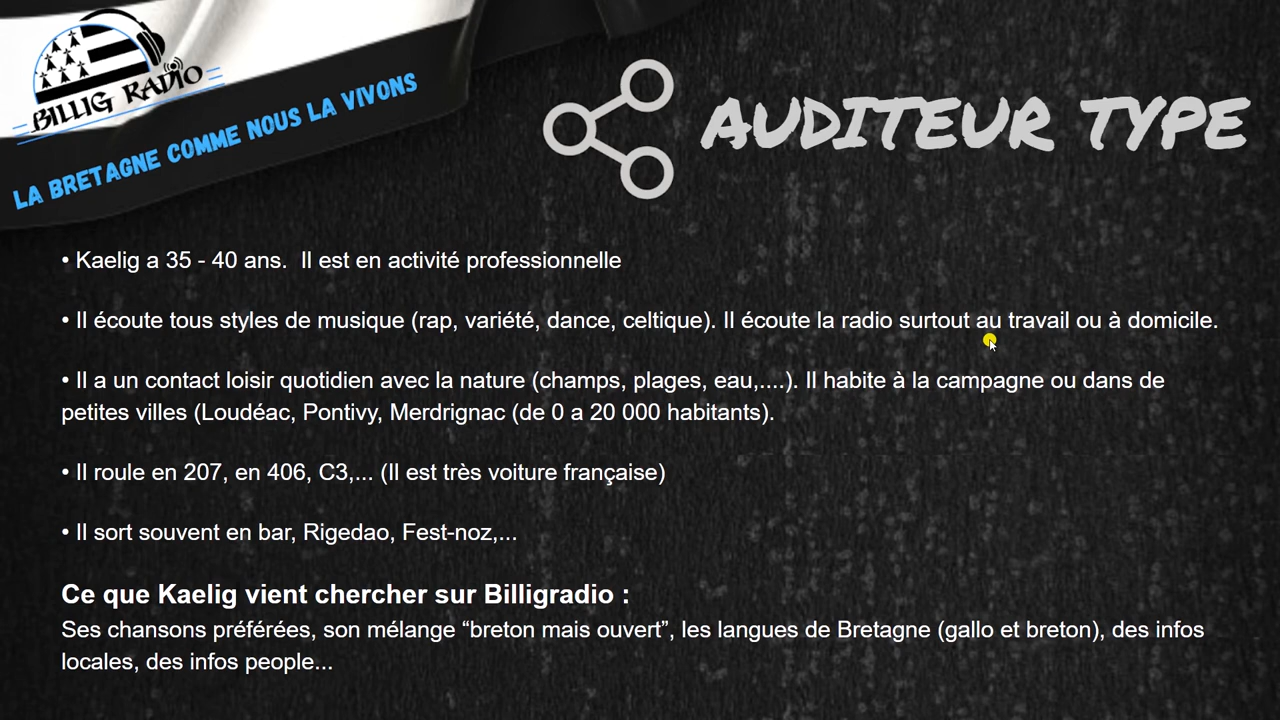 BILLIG RADIO
LA BRETAGNE COMME NOUS LA VIVONS
AUDITEUR TYPE
• Kaelig a 35 - 40 ans.  Il est en activité professionnelle
• Il écoute tous styles de musique (rap, variété, dance, celtique). Il écoute la radio surtout au travail ou à domicile.
• Il a un contact loisir quotidien avec la nature (champs, plages, eau,....). Il habite à la campagne ou dans de
petites villes (Loudéac, Pontivy, Merdrignac (de 0 a 20 000 habitants).
• Il roule en 207, en 406, C3,... (Il est très voiture française)
• Il sort souvent en bar, Rigedao, Fest-noz,...
Ce que Kaelig vient chercher sur Billigradio :
Ses chansons préférées, son mélange “breton mais ouvert”, les langues de Bretagne (gallo et breton), des infos
locales, des infos people...